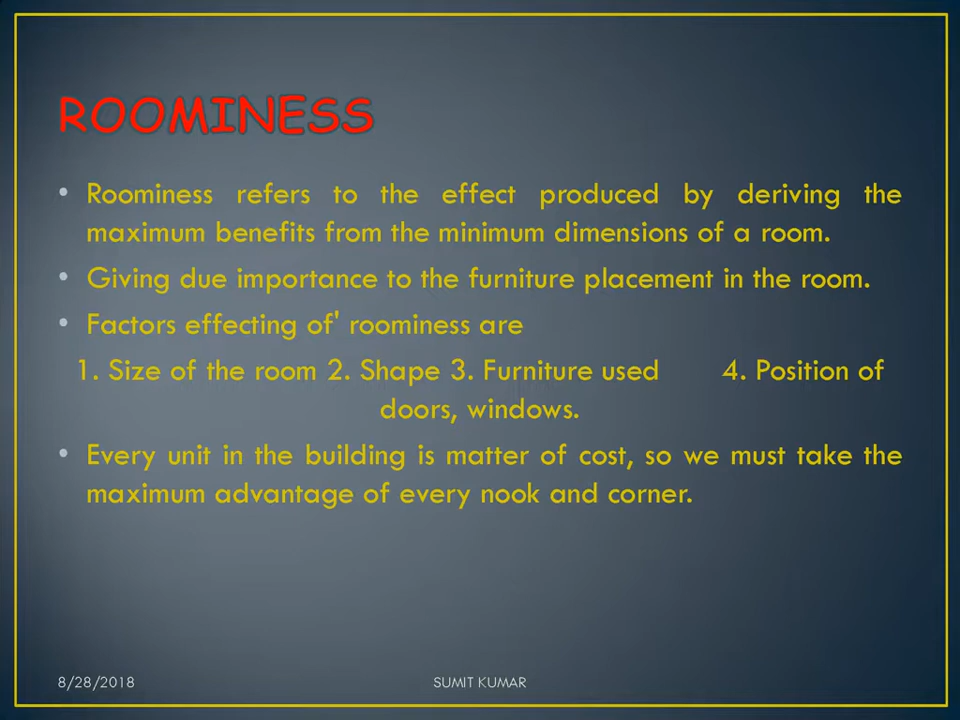 ROOMINESS
• Roominess refers to the effect produced by deriving the
maximum benefits from the minimum dimensions of a room.
• Giving due importance to the furniture placement in the room.
• Factors effecting of' roominess are
1. Size of the room 2. Shape 3. Furniture used 4. Position of
doors, windows.
• Every unit in the building is matter of cost, so we must take the
maximum advantage of every nook and corner.
8/28/2018 SUMIT KUMAR